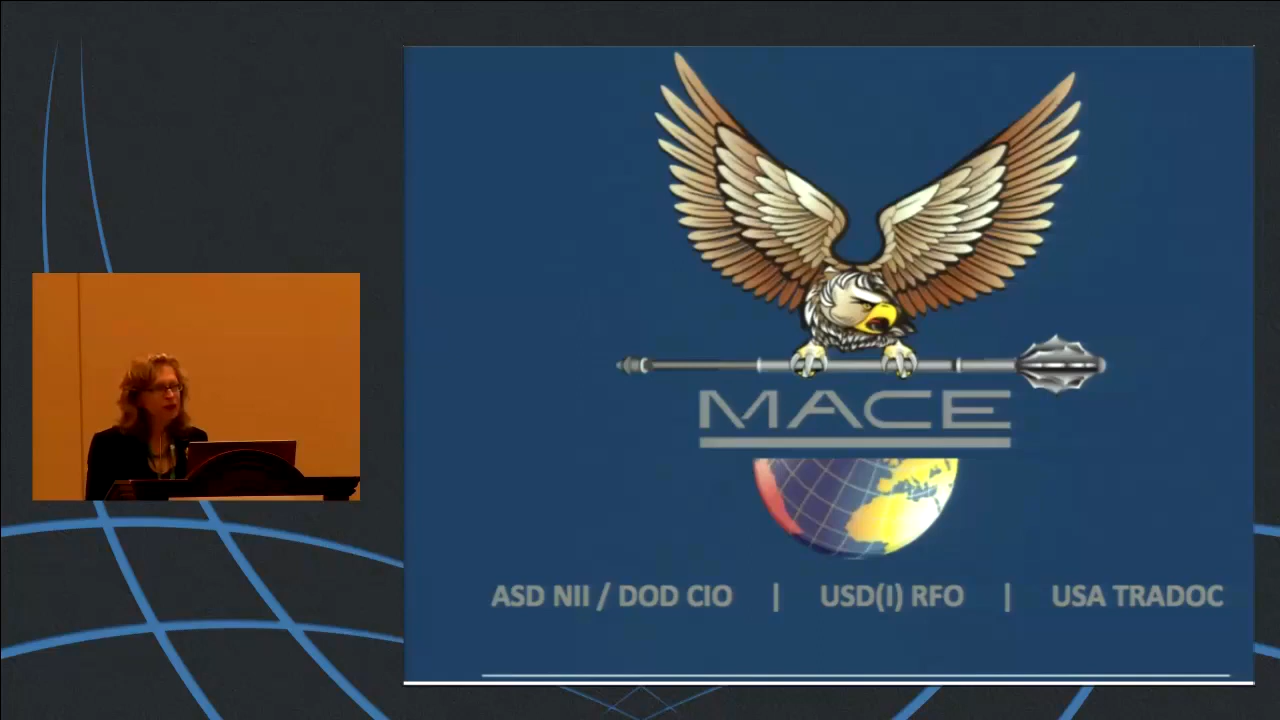 MACE
ASD NII / DOD CIO | USD(I) RFO | USA TRADOC